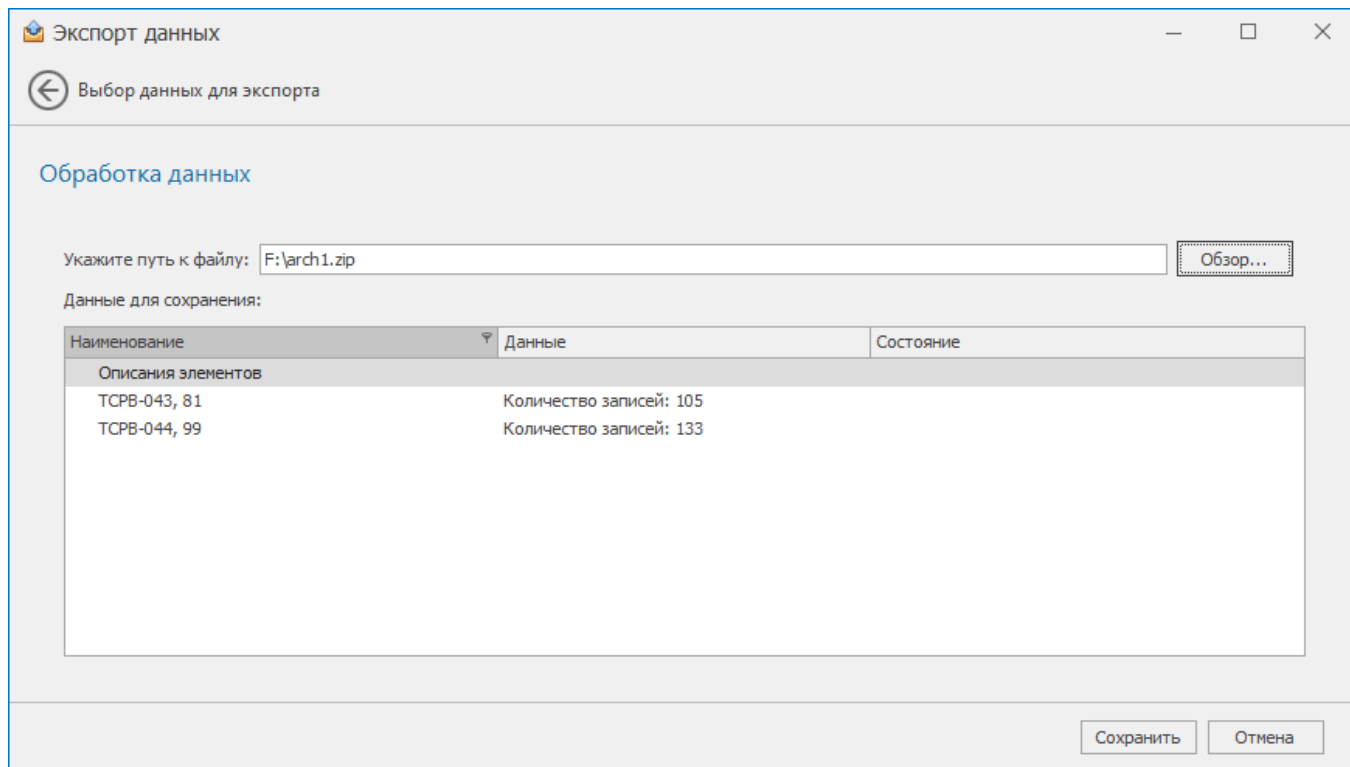 Экспорт данных
Выбор данных для экспорта
Обработка данных
Укажите путь к файлу: F:\arch1.zip Обзор...
Данные для сохранения:
Наименование Данные Состояние
Описания элементов
ТСРВ-043, 81 Количество записей: 105
ТСРВ-044, 99 Количество записей: 133
Сохранить Отмена